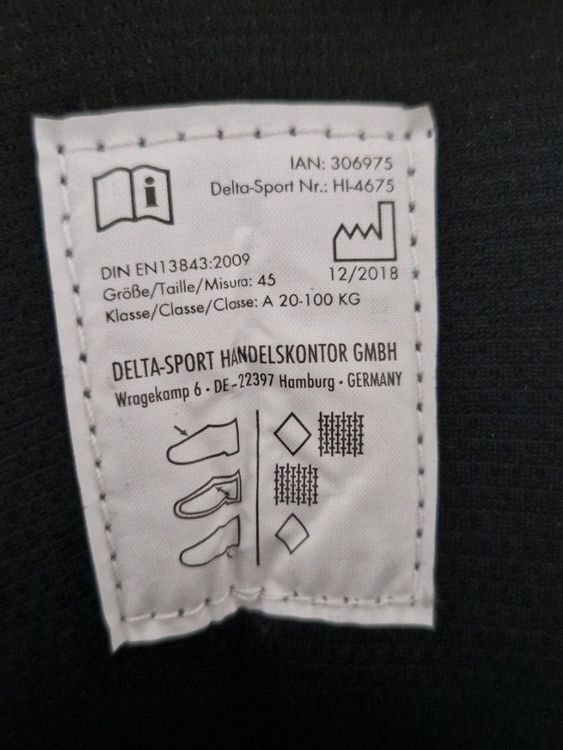 IAN: 306975
Delta-Sport Nr.: HI-4675
i
12/2018
DIN EN13843:2009
Größe/Taille/Misura: 45
Klasse/Classe/Classe: A 20-100 KG
DELTA-SPORT HANDELSKONTOR GMBH
Wragekamp 6 · DE-22397 Hamburg · GERMANY